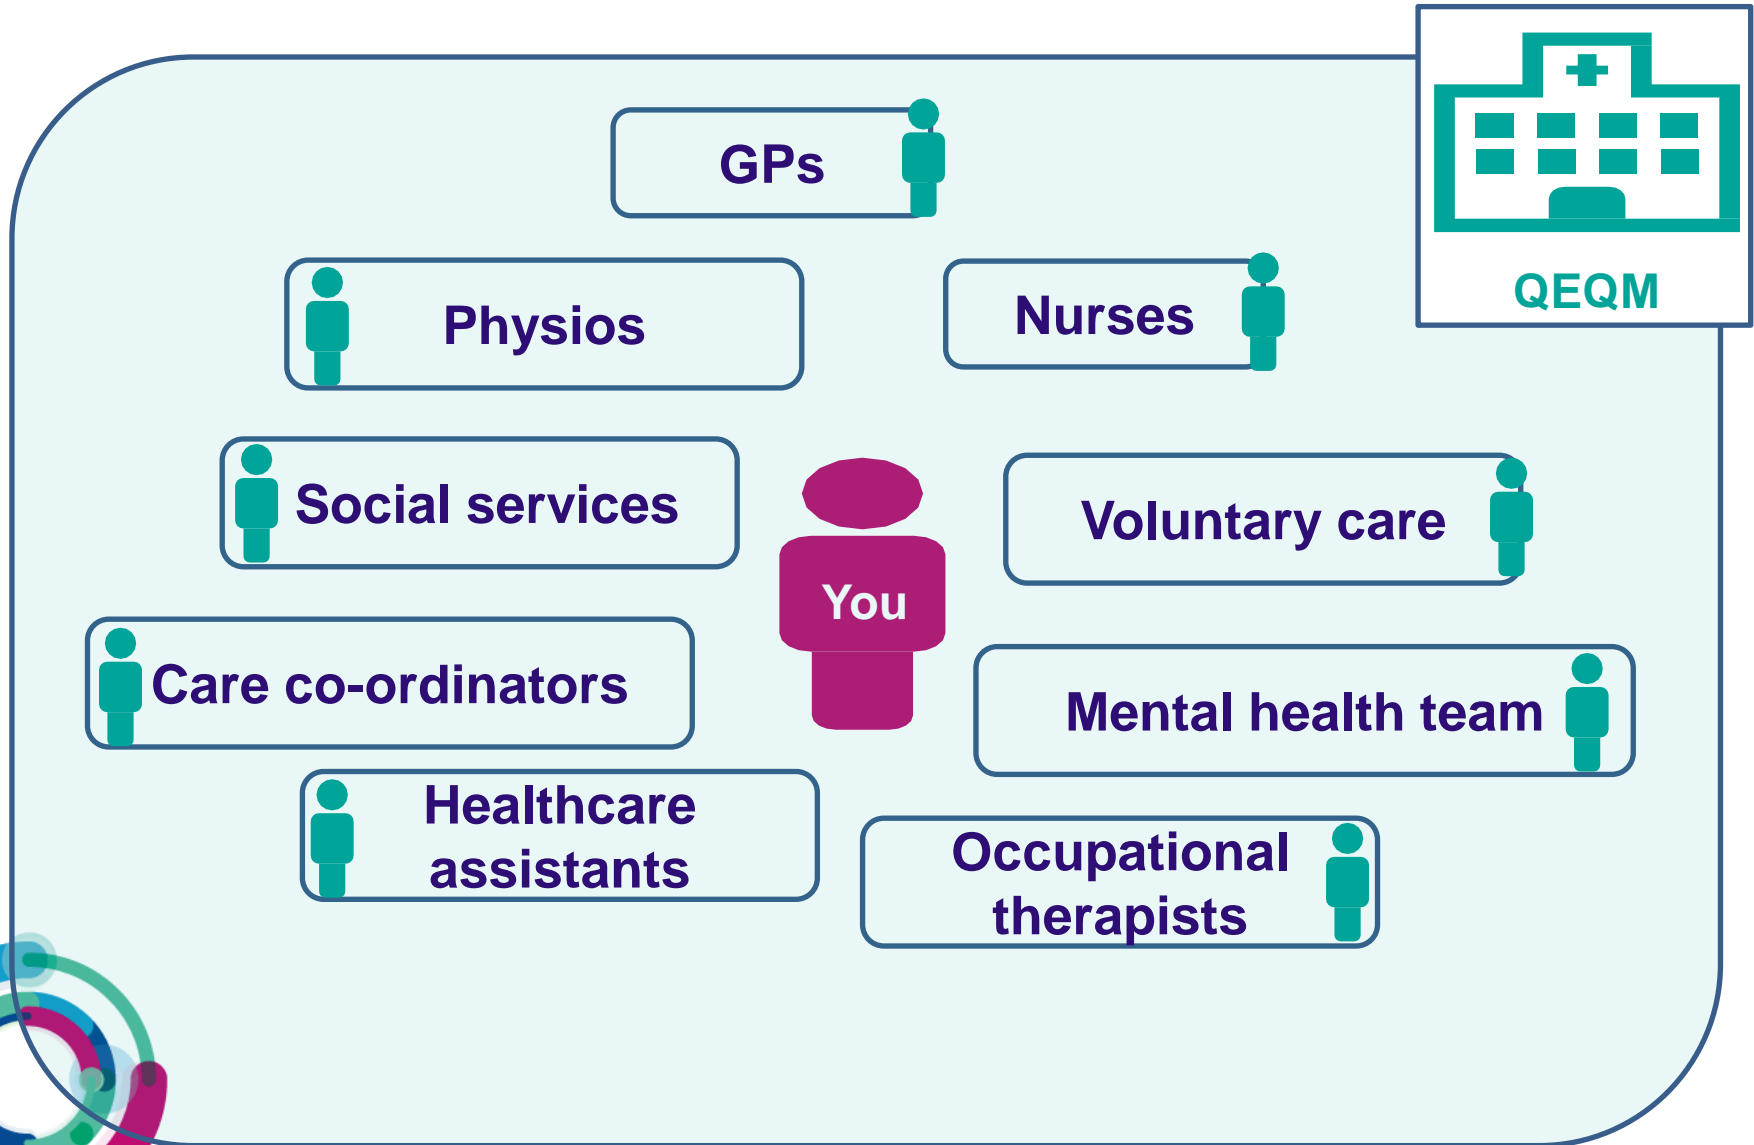 GPs
QEQM
Physios
Nurses
Social services
Voluntary care
You
Care co-ordinators
Mental health team
Healthcare
assistants
Occupational
therapists